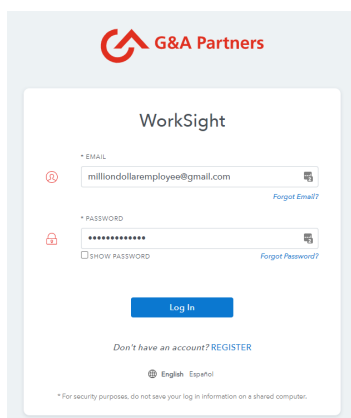 G&A Partners
WorkSight
* EMAIL
milliondollaremployee@gmail.com
Forgot Email?
* PASSWORD
•••••••••••••
SHOW PASSWORD Forgot Password?
Log In
Don't have an account? REGISTER
English Español
* For security purposes, do not save your log in information on a shared computer.